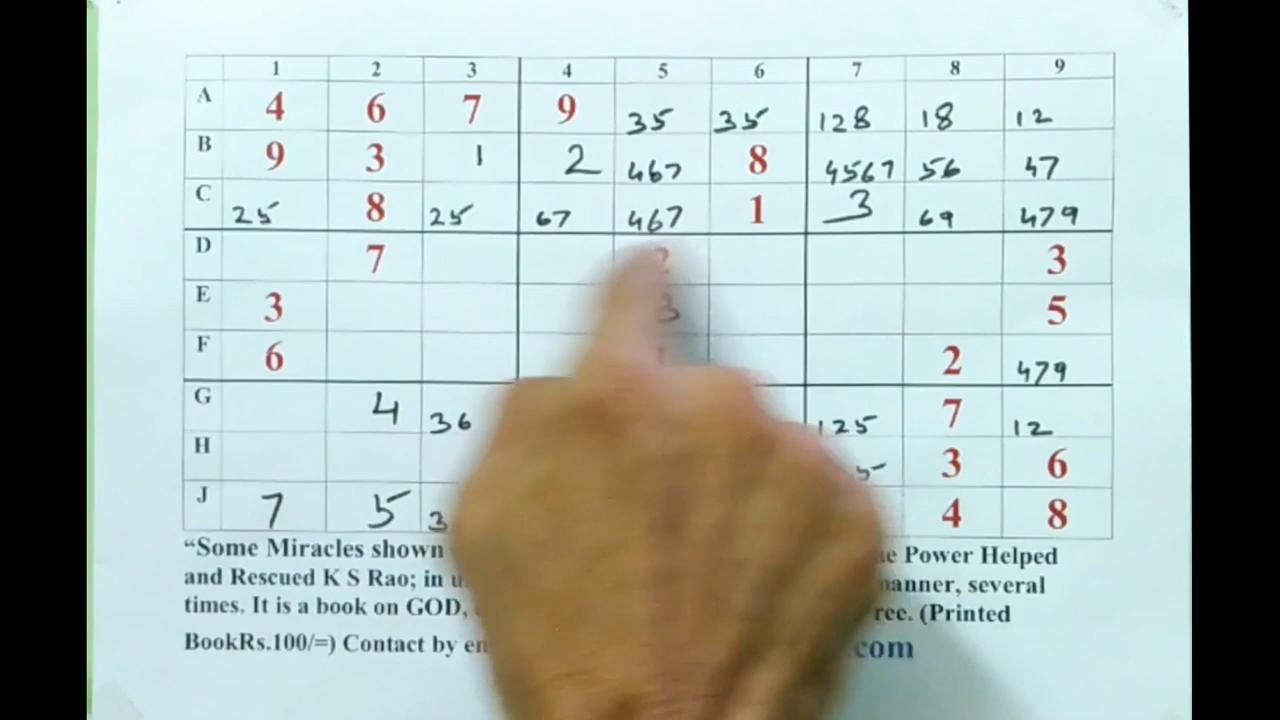 1 2 3 4 5 6 7 8 9
A 4 6 7 9 35 35 128 18 12
B 9 3 1 2 467 8 4567 56 47
C 25 8 25 67 467 1 3 69 479
D 7 2 3
E 3 3 5
F 6 2 479
G 4 36 125 7 12
H 3 6
J 7 5 3 4 8
“Some Miracles shown Power Helped
and Rescued K S Rao; in manner, several
times. It is a book on GOD, (Printed
BookRs.100/=) Contact by com